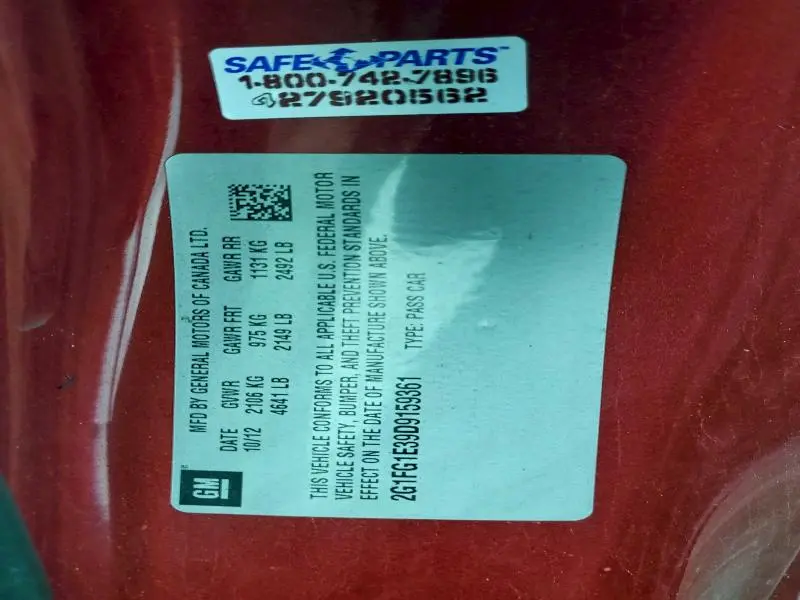 SAFE PARTS™
1-800-742-7896
427920562
GM
MFD BY GENERAL MOTORS OF CANADA LTD.
DATE GVWR GAWR FRT GAWR RR
10/12 2106 KG 975 KG 1131 KG
4641 LB 2149 LB 2492 LB
THIS VEHICLE CONFORMS TO ALL APPLICABLE U.S. FEDERAL MOTOR
VEHICLE SAFETY, BUMPER, AND THEFT PREVENTION STANDARDS IN
EFFECT ON THE DATE OF MANUFACTURE SHOWN ABOVE.
2G1FG1E39D9159361 TYPE: PASS CAR